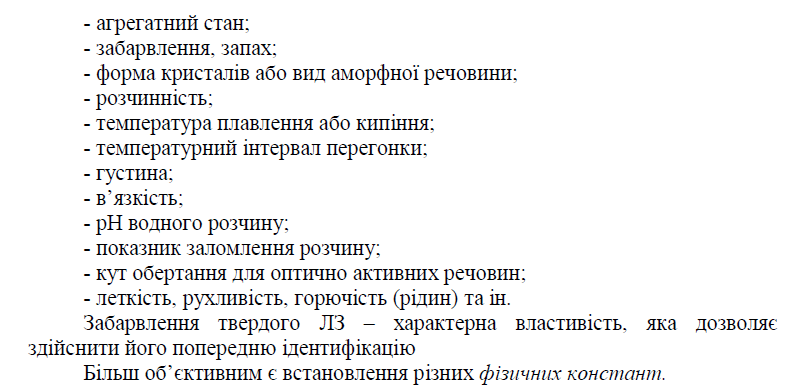 - агрегатний стан;
- забарвлення, запах;
- форма кристалів або вид аморфної речовини;
- розчинність;
- температура плавлення або кипіння;
- температурний інтервал перегонки;
- густина;
- в’язкість;
- рН водного розчину;
- показник заломлення розчину;
- кут обертання для оптично активних речовин;
- леткість, рухливість, горючість (рідин) та ін.
Забарвлення твердого ЛЗ – характерна властивість, яка дозволяє
здійснити його попередню ідентифікацію
Більш об’єктивним є встановлення різних фізичних констант.